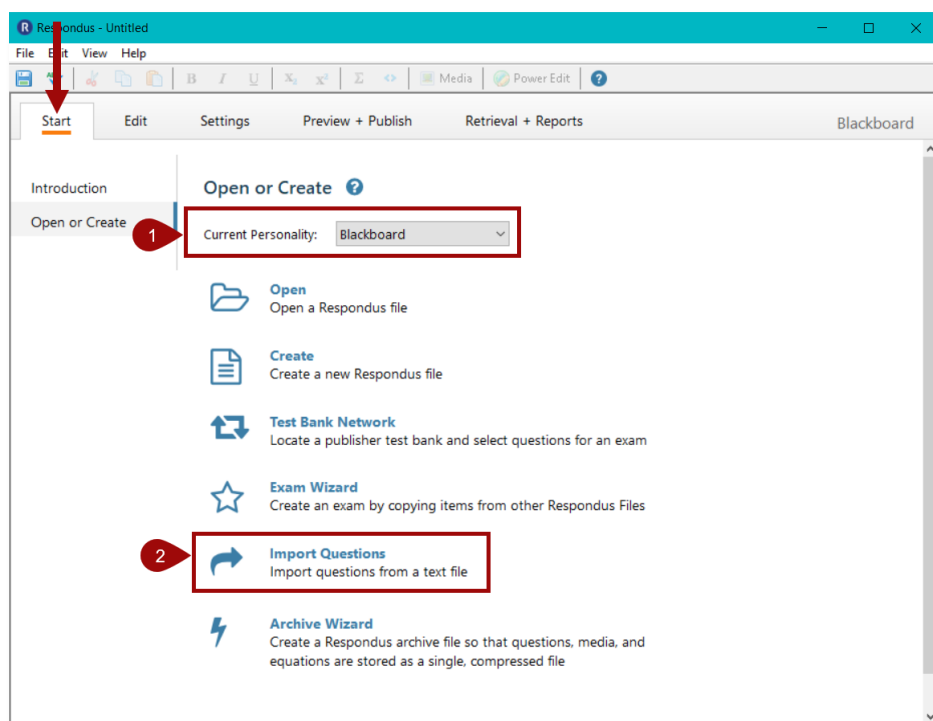 R Respondus - Untitled
File Edit View Help
B I U X₂ x² Σ <> Media Power Edit ?
Start Edit Settings Preview + Publish Retrieval + Reports Blackboard
Introduction
Open or Create
Open or Create ?
1
Current Personality: Blackboard
Open
Open a Respondus file
Create
Create a new Respondus file
Test Bank Network
Locate a publisher test bank and select questions for an exam
Exam Wizard
Create an exam by copying items from other Respondus Files
2
Import Questions
Import questions from a text file
Archive Wizard
Create a Respondus archive file so that questions, media, and
equations are stored as a single, compressed file